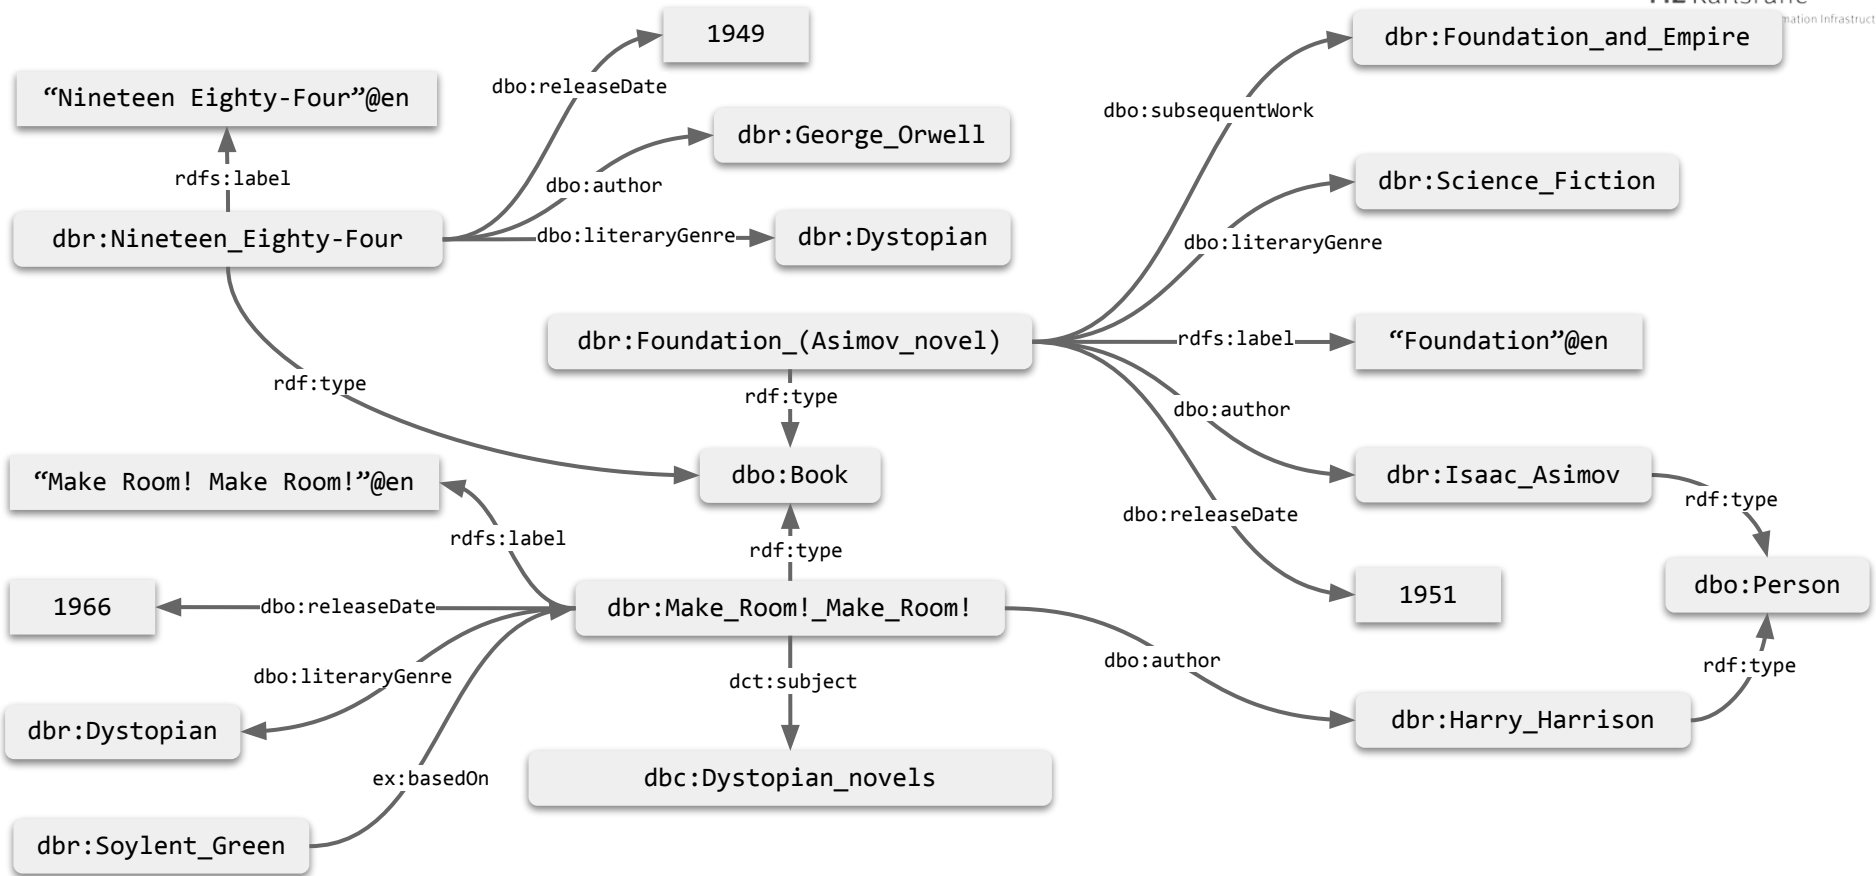 Karlsruhe
mation Infrastruct
1949
dbr:Foundation_and_Empire
dbo:releaseDate
“Nineteen Eighty-Four”@en
dbo:subsequentWork
dbr:George_Orwell
rdfs:label
dbo:author
dbr:Science_Fiction
dbr:Nineteen_Eighty-Four
dbo:literaryGenre
dbr:Dystopian
dbo:literaryGenre
dbr:Foundation_(Asimov_novel)
rdfs:label
“Foundation”@en
rdf:type
rdf:type
dbo:author
“Make Room! Make Room!”@en
dbo:Book
dbr:Isaac_Asimov
rdf:type
dbo:releaseDate
rdfs:label
rdf:type
1966
dbo:releaseDate
dbr:Make_Room!_Make_Room!
1951
dbo:Person
dbo:literaryGenre
dct:subject
dbo:author
rdf:type
dbr:Dystopian
dbr:Harry_Harrison
ex:basedOn
dbc:Dystopian_novels
dbr:Soylent_Green